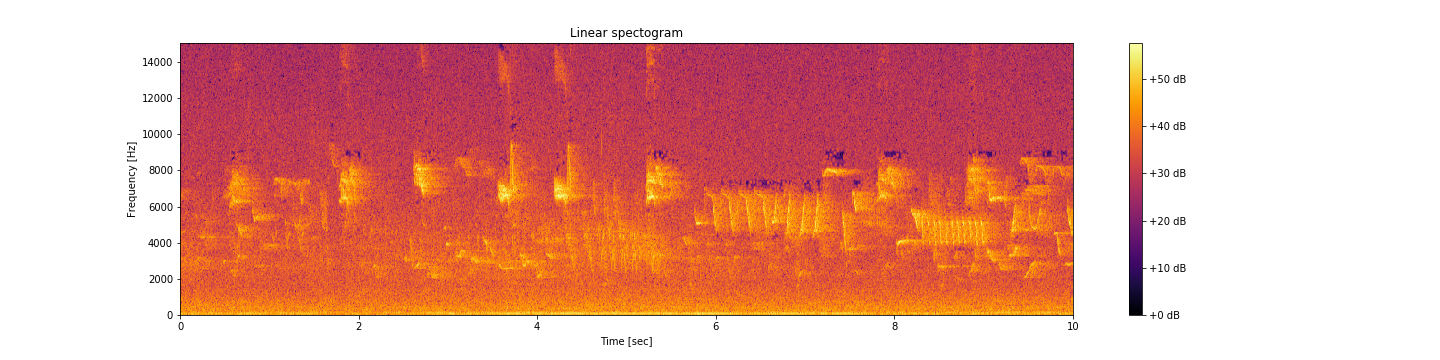 Linear spectogram
14000
12000
10000
8000
6000
4000
2000
0
Frequency [Hz]
0 2 4 6 8 10
Time [sec]
+50 dB
+40 dB
+30 dB
+20 dB
+10 dB
+0 dB